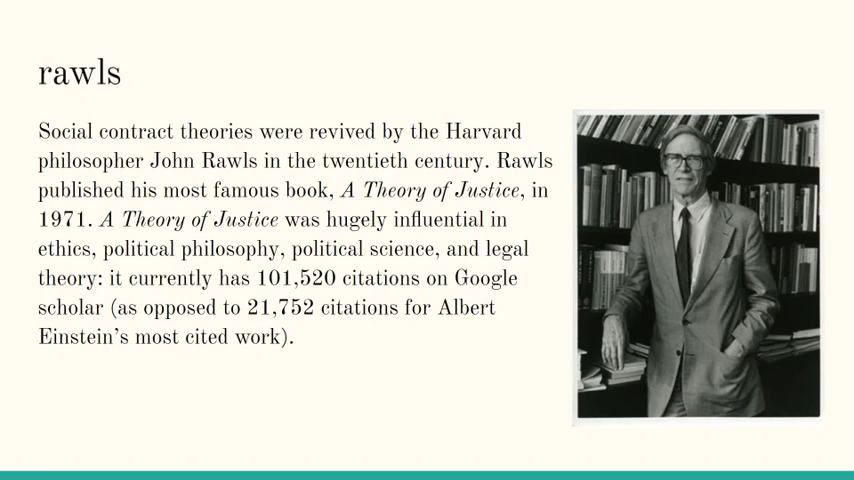 rawls
Social contract theories were revived by the Harvard
philosopher John Rawls in the twentieth century. Rawls
published his most famous book, A Theory of Justice, in
1971. A Theory of Justice was hugely influential in
ethics, political philosophy, political science, and legal
theory: it currently has 101,520 citations on Google
scholar (as opposed to 21,752 citations for Albert
Einstein's most cited work).